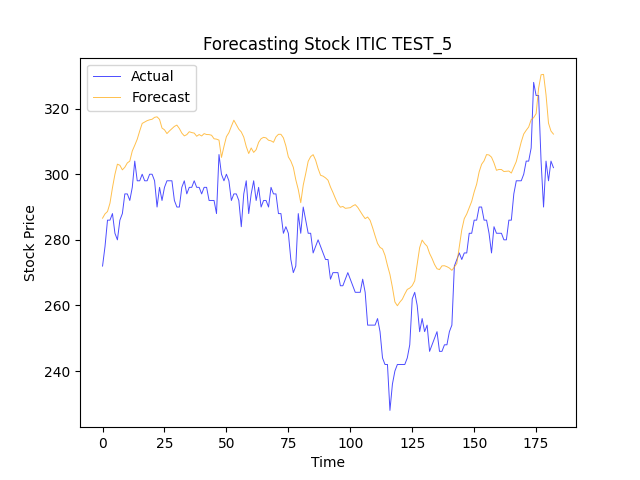 Forecasting Stock ITIC TEST_5
Actual
Forecast
Stock Price
320
300
280
260
240
0 25 50 75 100 125 150 175
Time